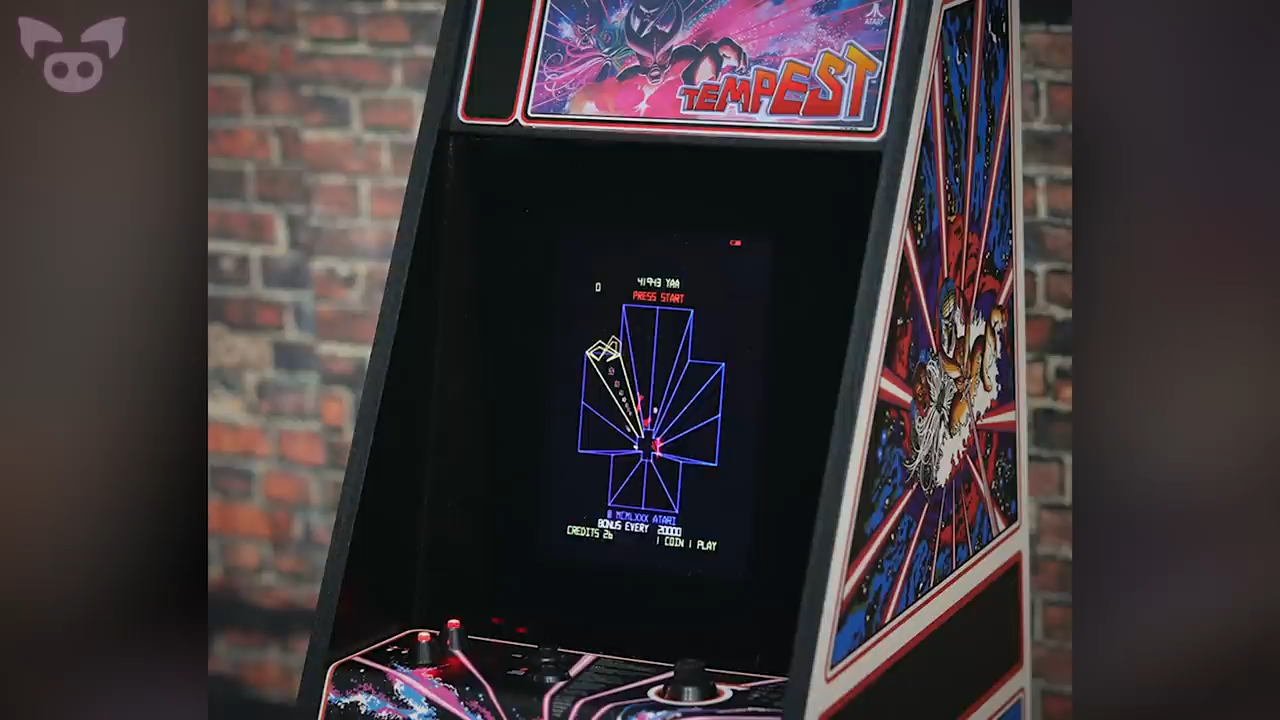 ATARI
TEMPEST
0
41943 YAA
PRESS START
© MCMLXXX ATARI
BONUS EVERY 20000
CREDITS 26
1 COIN 1 PLAY